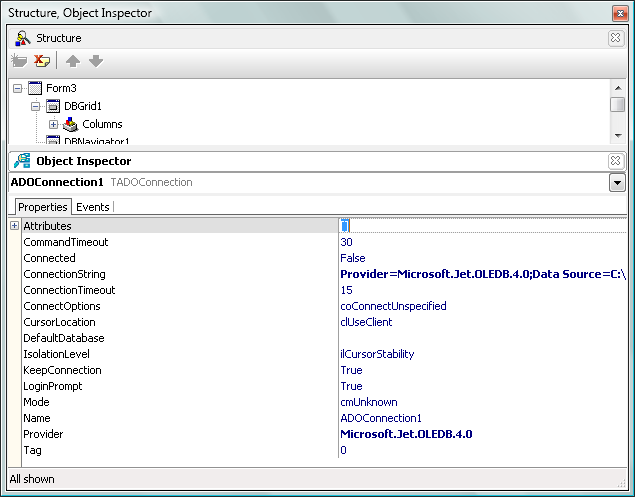 Structure, Object Inspector
Structure
Form3
DBGrid1
Columns
DBNavigator1
Object Inspector
ADOConnection1 TADOConnection
Properties Events
Attributes []
CommandTimeout 30
Connected False
ConnectionString Provider=Microsoft.Jet.OLEDB.4.0;Data Source=C:\
ConnectionTimeout 15
ConnectOptions coConnectUnspecified
CursorLocation clUseClient
DefaultDatabase
IsolationLevel ilCursorStability
KeepConnection True
LoginPrompt True
Mode cmUnknown
Name ADOConnection1
Provider Microsoft.Jet.OLEDB.4.0
Tag 0
All shown